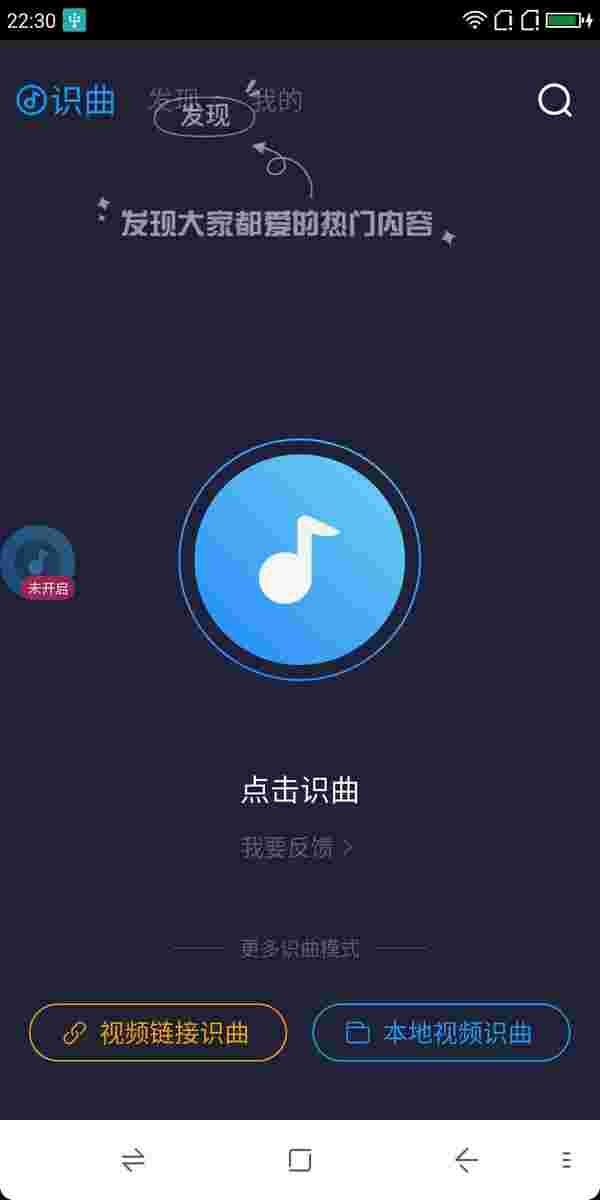 22:30
识曲 发现 我的
发现
发现大家都爱的热门内容
未开启
点击识曲
我要反馈
更多识曲模式
视频链接识曲 本地视频识曲